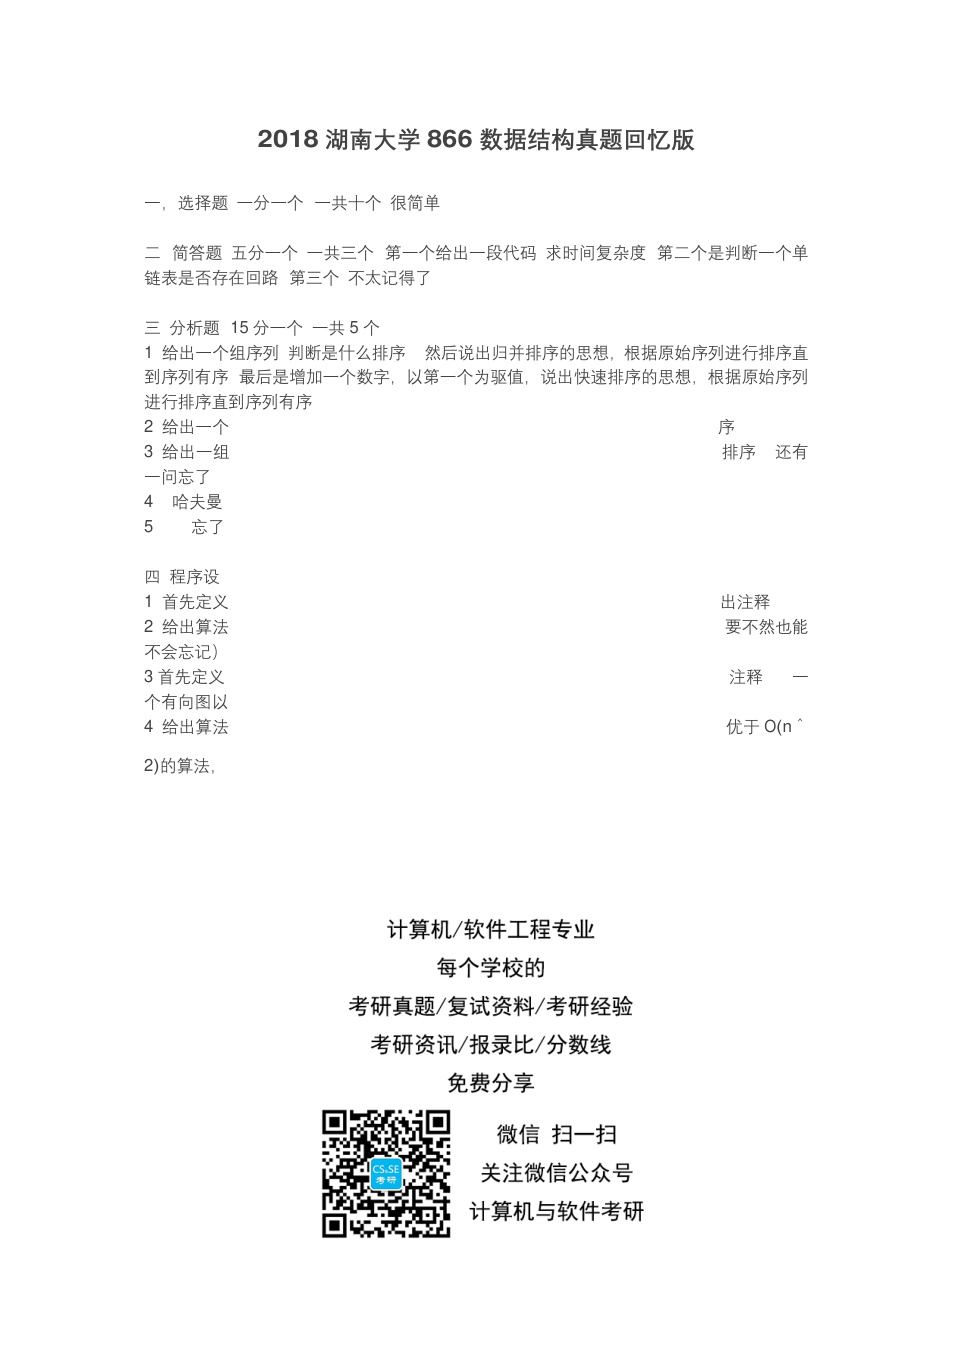 2018 湖南大学 866 数据结构真题回忆版
一，选择题 一分一个 一共十个 很简单
二 简答题 五分一个 一共三个 第一个给出一段代码 求时间复杂度 第二个是判断一个单
链表是否存在回路 第三个 不太记得了
三 分析题 15 分一个 一共 5 个
1 给出一个组序列 判断是什么排序 然后说出归并排序的思想，根据原始序列进行排序直
到序列有序 最后是增加一个数字，以第一个为驱值，说出快速排序的思想，根据原始序列
进行排序直到序列有序
2 给出一个 序
3 给出一组 排序 还有
一问忘了
4 哈夫曼
5 忘了
四 程序设
1 首先定义 出注释
2 给出算法 要不然也能
不会忘记）
3 首先定义 注释 一
个有向图以
4 给出算法 优于 O(n＾
2)的算法，
计算机/软件工程专业
每个学校的
考研真题/复试资料/考研经验
考研资讯/报录比/分数线
免费分享
CS&SE
考研
微信 扫一扫
关注微信公众号
计算机与软件考研